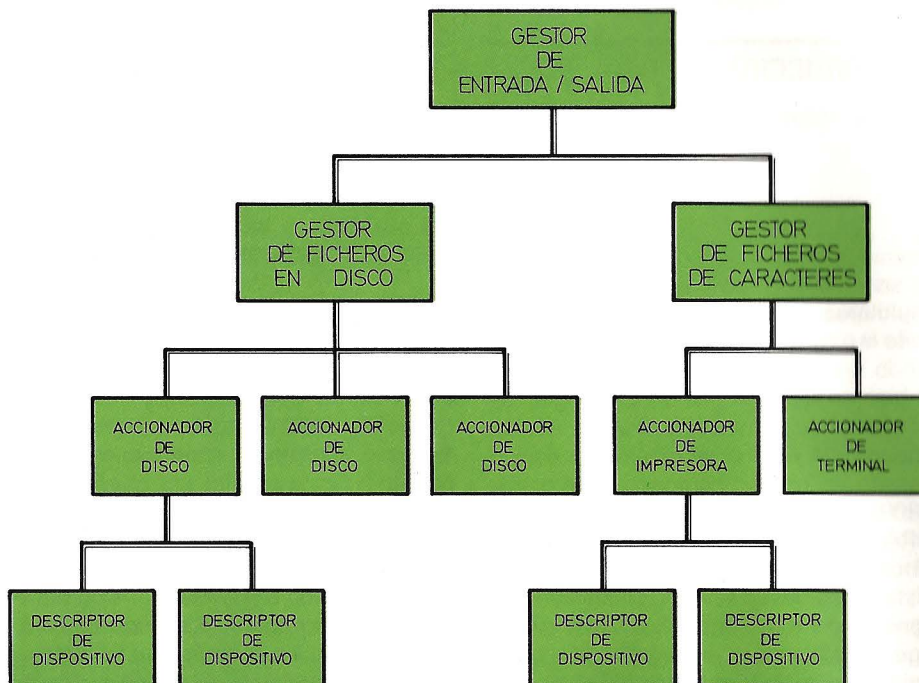 GESTOR
DE
ENTRADA / SALIDA
GESTOR
DE FICHEROS
EN DISCO
GESTOR
DE FICHEROS
DE CARACTERES
ACCIONADOR
DE
DISCO
ACCIONADOR
DE
DISCO
ACCIONADOR
DE
DISCO
ACCIONADOR
DE
IMPRESORA
ACCIONADOR
DE
TERMINAL
DESCRIPTOR
DE
DISPOSITIVO
DESCRIPTOR
DE
DISPOSITIVO
DESCRIPTOR
DE
DISPOSITIVO
DESCRIPTOR
DE
DISPOSITIVO